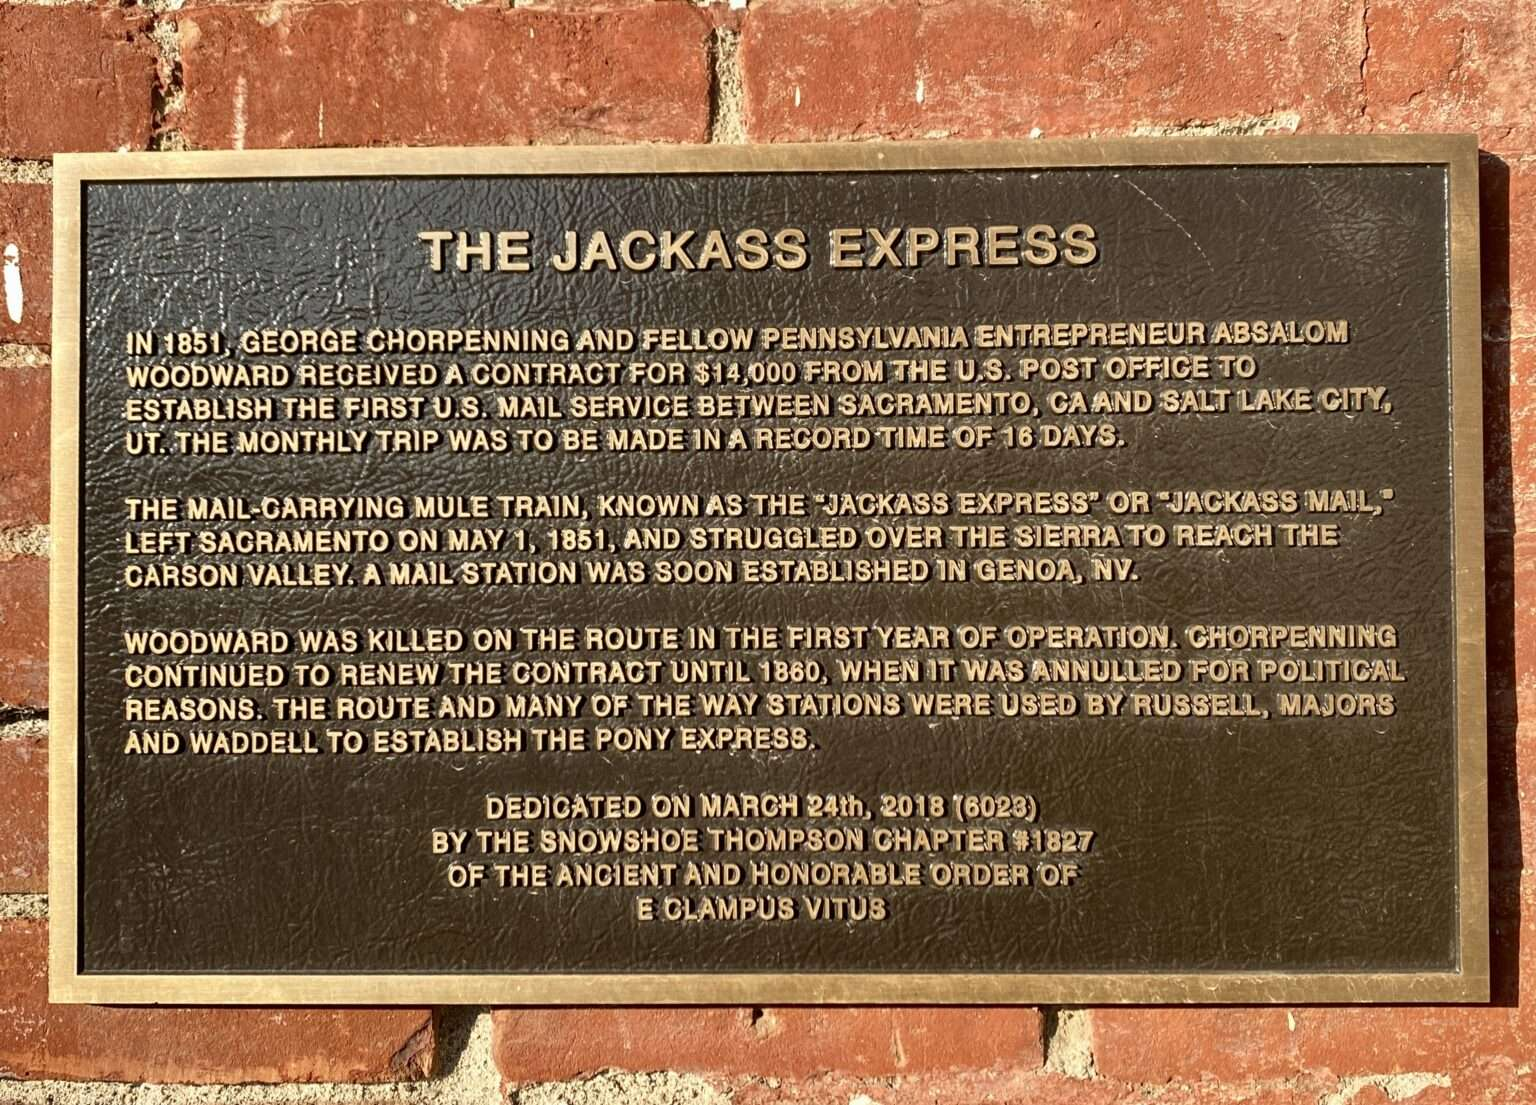 THE JACKASS EXPRESS
IN 1851, GEORGE CHORPENNING AND FELLOW PENNSYLVANIA ENTREPRENEUR ABSALOM
WOODWARD RECEIVED A CONTRACT FOR $14,000 FROM THE U.S. POST OFFICE TO
ESTABLISH THE FIRST U.S. MAIL SERVICE BETWEEN SACRAMENTO, CA AND SALT LAKE CITY,
UT. THE MONTHLY TRIP WAS TO BE MADE IN A RECORD TIME OF 16 DAYS.
THE MAIL-CARRYING MULE TRAIN, KNOWN AS THE "JACKASS EXPRESS" OR "JACKASS MAIL,"
LEFT SACRAMENTO ON MAY 1, 1851, AND STRUGGLED OVER THE SIERRA TO REACH THE
CARSON VALLEY. A MAIL STATION WAS SOON ESTABLISHED IN GENOA, NV.
WOODWARD WAS KILLED ON THE ROUTE IN THE FIRST YEAR OF OPERATION. CHORPENNING
CONTINUED TO RENEW THE CONTRACT UNTIL 1860, WHEN IT WAS ANNULLED FOR POLITICAL
REASONS. THE ROUTE AND MANY OF THE WAY STATIONS WERE USED BY RUSSELL, MAJORS
AND WADDELL TO ESTABLISH THE PONY EXPRESS.
DEDICATED ON MARCH 24th, 2018 (6023)
BY THE SNOWSHOE THOMPSON CHAPTER #1827
OF THE ANCIENT AND HONORABLE ORDER OF
E CLAMPUS VITUS